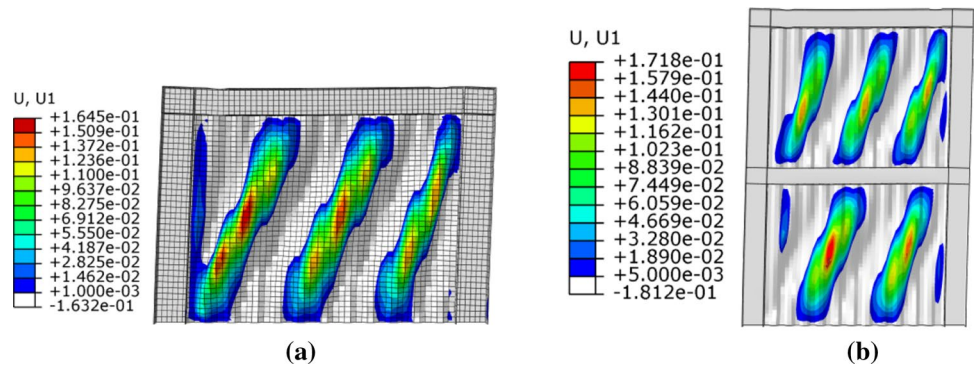 U, U1
+1.645e-01
+1.509e-01
+1.372e-01
+1.236e-01
+1.100e-01
+9.637e-02
+8.275e-02
+6.912e-02
+5.550e-02
+4.187e-02
+2.825e-02
+1.462e-02
+1.000e-03
-1.632e-01
(a)
U, U1
+1.718e-01
+1.579e-01
+1.440e-01
+1.301e-01
+1.162e-01
+1.023e-01
+8.839e-02
+7.449e-02
+6.059e-02
+4.669e-02
+3.280e-02
+1.890e-02
+5.000e-03
-1.812e-01
(b)